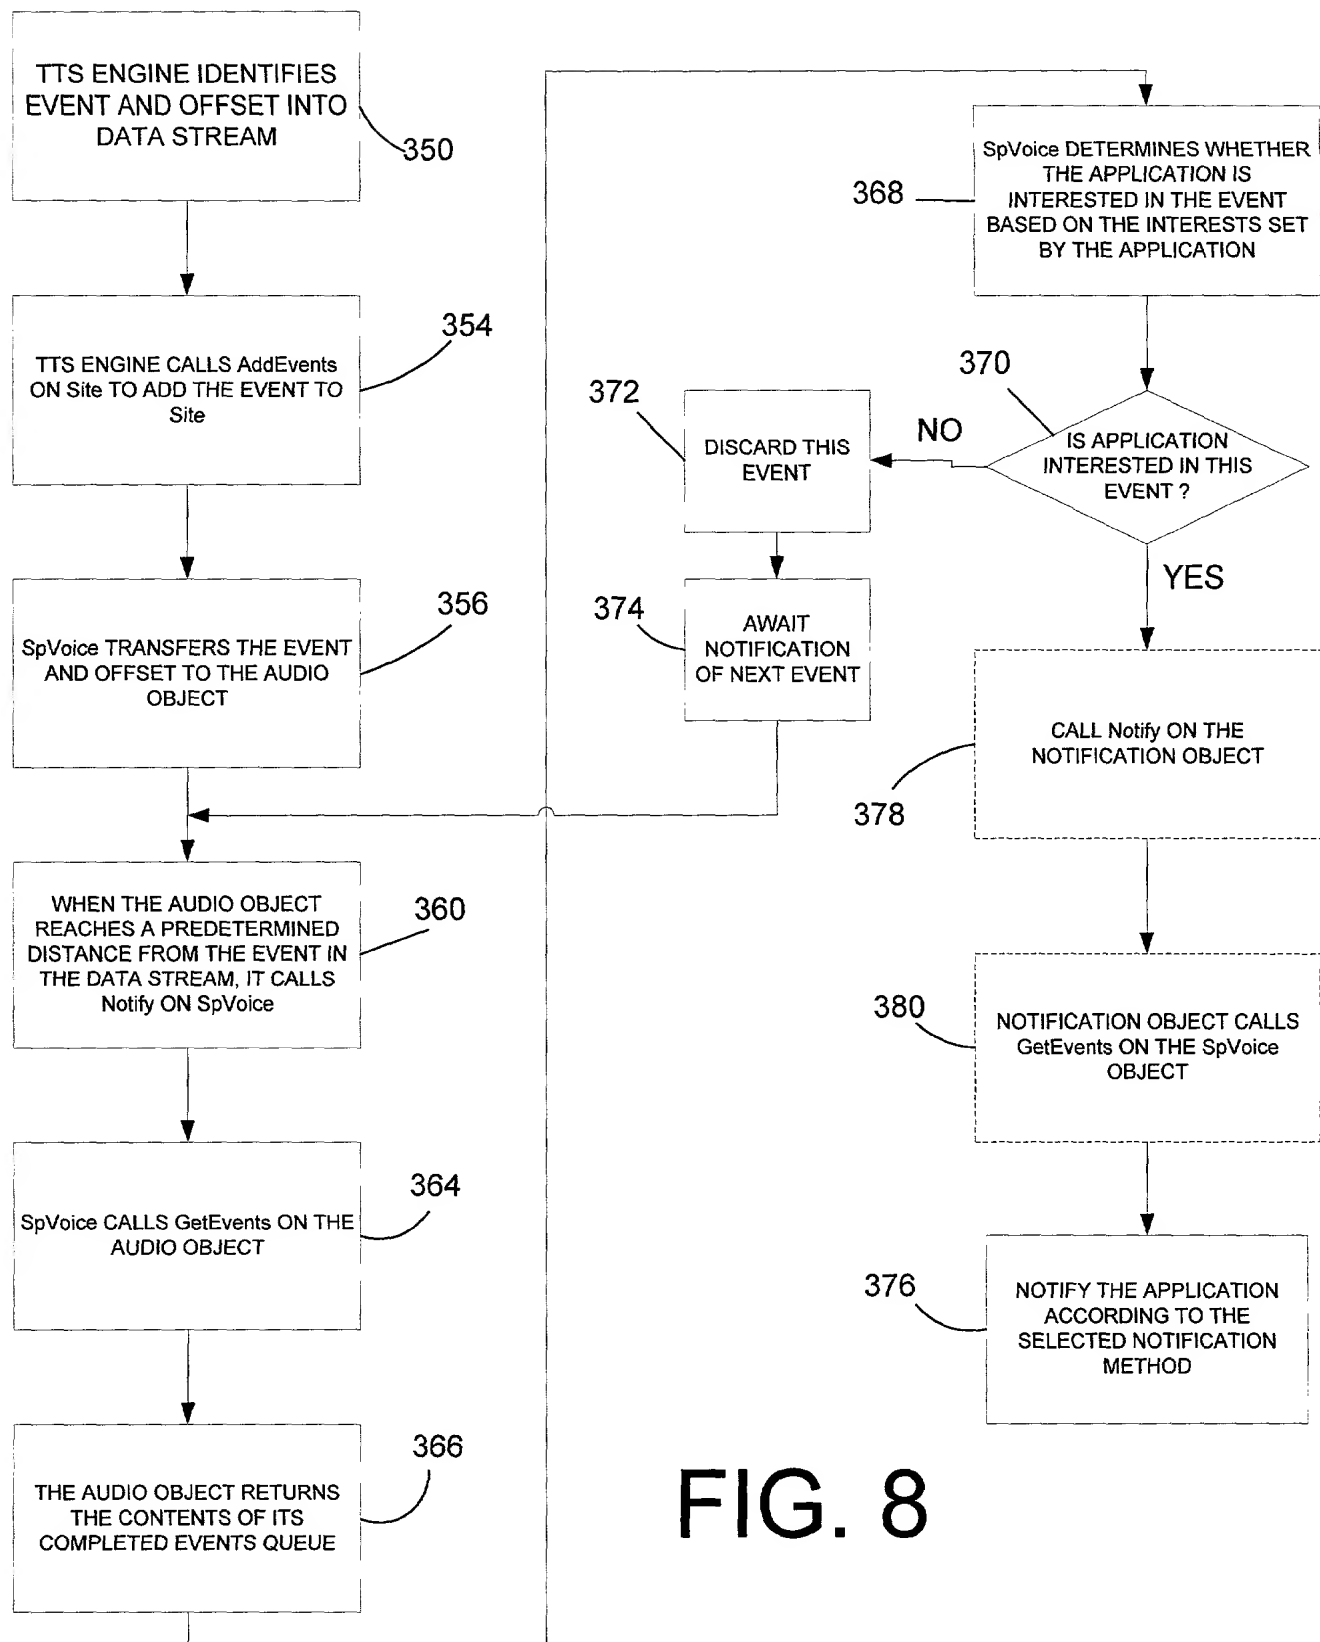 TTS ENGINE IDENTIFIES
EVENT AND OFFSET INTO
DATA STREAM
350
TTS ENGINE CALLS AddEvents
ON Site TO ADD THE EVENT TO
Site
354
SpVoice TRANSFERS THE EVENT
AND OFFSET TO THE AUDIO
OBJECT
356
WHEN THE AUDIO OBJECT
REACHES A PREDETERMINED
DISTANCE FROM THE EVENT IN
THE DATA STREAM, IT CALLS
Notify ON SpVoice
360
SpVoice CALLS GetEvents ON THE
AUDIO OBJECT
364
THE AUDIO OBJECT RETURNS
THE CONTENTS OF ITS
COMPLETED EVENTS QUEUE
366
SpVoice DETERMINES WHETHER
THE APPLICATION IS
INTERESTED IN THE EVENT
BASED ON THE INTERESTS SET
BY THE APPLICATION
368
370
IS APPLICATION
INTERESTED IN THIS
EVENT ?
NO
372
DISCARD THIS
EVENT
374
AWAIT
NOTIFICATION
OF NEXT EVENT
YES
CALL Notify ON THE
NOTIFICATION OBJECT
378
380
NOTIFICATION OBJECT CALLS
GetEvents ON THE SpVoice
OBJECT
376
NOTIFY THE APPLICATION
ACCORDING TO THE
SELECTED NOTIFICATION
METHOD
FIG. 8